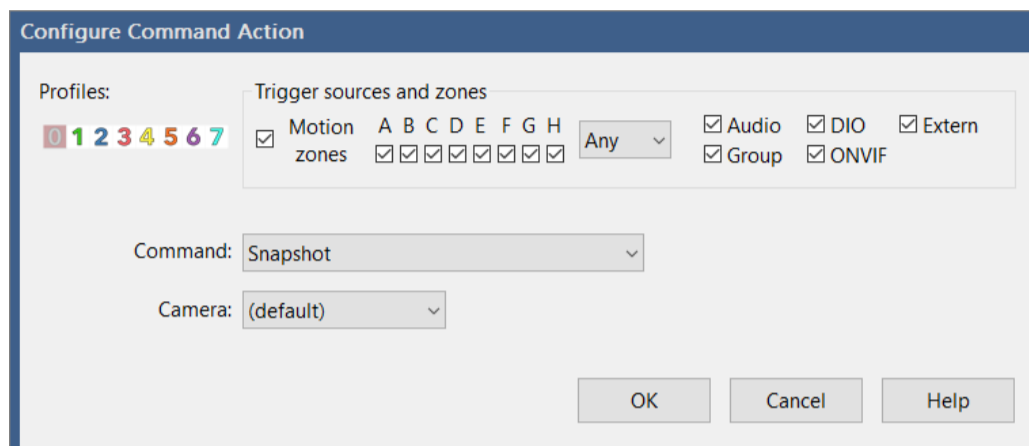 Configure Command Action
Profiles:
0 1 2 3 4 5 6 7
Trigger sources and zones
Motion zones
A B C D E F G H
Any
Audio
DIO
Extern
Group
ONVIF
Command: Snapshot
Camera: (default)
OK
Cancel
Help